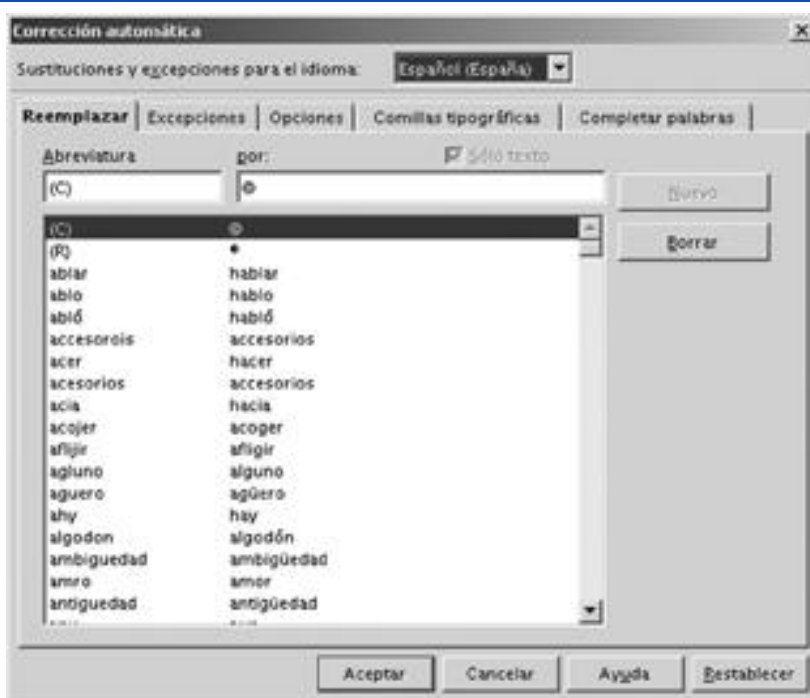 Corrección automática
Sustituciones y excepciones para el idioma: Español (España)
Reemplazar Excepciones Opciones Comillas tipográficas Completar palabras
Abreviatura por: Sólo texto
(C) © Nuevo
(C) ©
(R) ® Borrar
ablar hablar
ablo hablo
abló habló
accesorois accesorios
acer hacer
acesorios accesorios
acia hacia
acojer acoger
aflijir afligir
agluno alguno
aguero agüero
ahy hay
algodon algodón
ambiguedad ambigüedad
amro amor
antiguedad antigüedad
Aceptar Cancelar Ayuda Restablecer